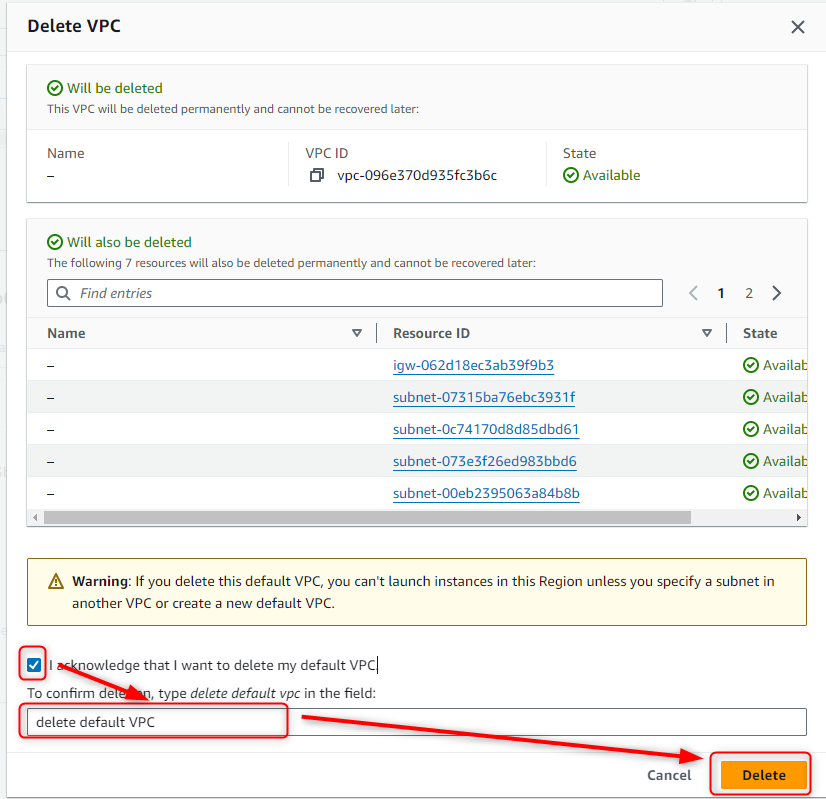 Delete VPC
Will be deleted
This VPC will be deleted permanently and cannot be recovered later:
Name
VPC ID
State
–
vpc-096e370d935fc3b6c
Available
Will also be deleted
The following 7 resources will also be deleted permanently and cannot be recovered later:
Find entries
1
2
Name
Resource ID
State
–
igw-062d18ec3ab39f9b3
Availab
–
subnet-07315ba76ebc3931f
Availab
–
subnet-0c74170d8d85dbd61
Availab
–
subnet-073e3f26ed983bbd6
Availab
–
subnet-00eb2395063a84b8b
Availab
Warning: If you delete this default VPC, you can't launch instances in this Region unless you specify a subnet in
another VPC or create a new default VPC.
I acknowledge that I want to delete my default VPC
To confirm deletion, type delete default vpc in the field:
delete default VPC
Cancel
Delete